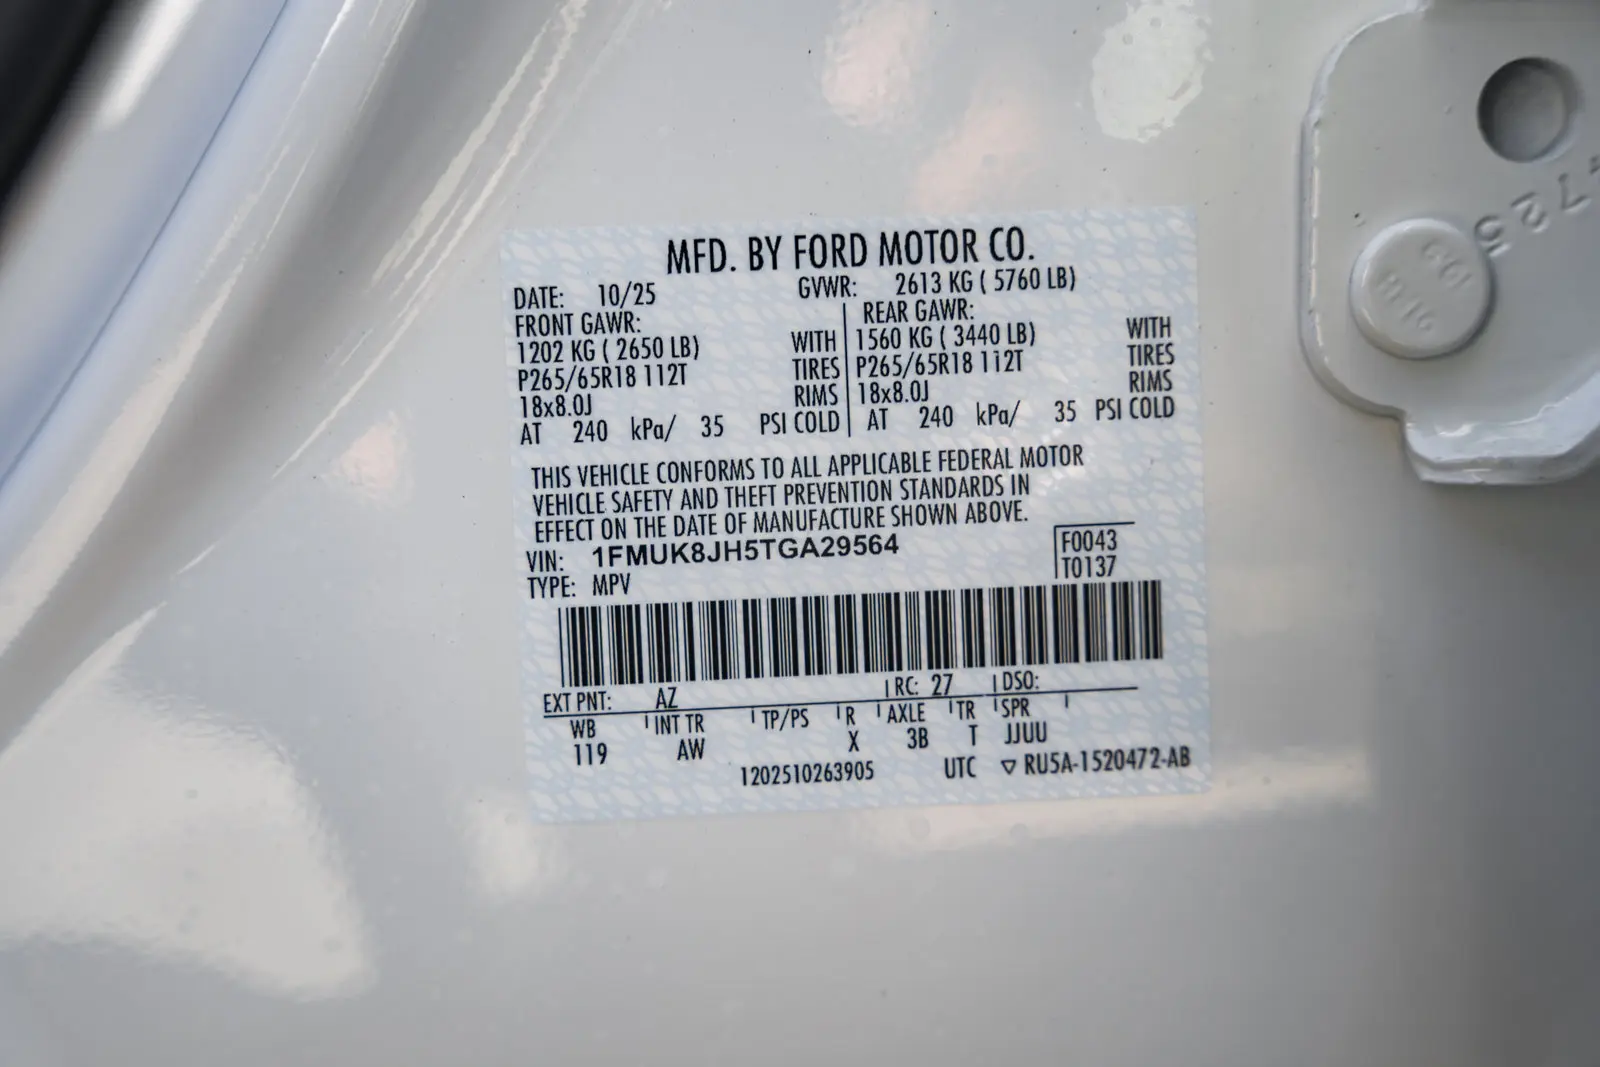 MFD. BY FORD MOTOR CO.
DATE: 10/25 GVWR: 2613 KG ( 5760 LB)
FRONT GAWR: REAR GAWR:
1202 KG ( 2650 LB) WITH 1560 KG ( 3440 LB) WITH
P265/65R18 112T TIRES P265/65R18 112T TIRES
18x8.0J RIMS 18x8.0J RIMS
AT 240 kPa/ 35 PSI COLD AT 240 kPa/ 35 PSI COLD
THIS VEHICLE CONFORMS TO ALL APPLICABLE FEDERAL MOTOR
VEHICLE SAFETY AND THEFT PREVENTION STANDARDS IN
EFFECT ON THE DATE OF MANUFACTURE SHOWN ABOVE.
VIN: 1FMUK8JH5TGA29564 F0043
TYPE: MPV T0137
EXT PNT: AZ RC: 27 DSO:
WB INT TR TP/PS R AXLE TR SPR
119 AW X 3B T JJUU
1202510263905 UTC ▽ RU5A-1520472-AB